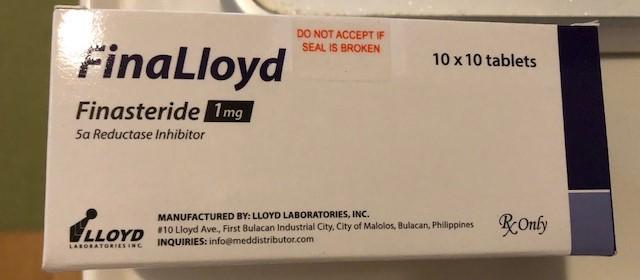 FinaLloyd
DO NOT ACCEPT IF
SEAL IS BROKEN
10 x 10 tablets
Finasteride 1mg
5α Reductase Inhibitor
LLOYD
LABORATORIES INC.
MANUFACTURED BY: LLOYD LABORATORIES, INC.
#10 Lloyd Ave., First Bulacan Industrial City, City of Malolos, Bulacan, Philippines
INQUIRIES: info@meddistributor.com
Rx Only